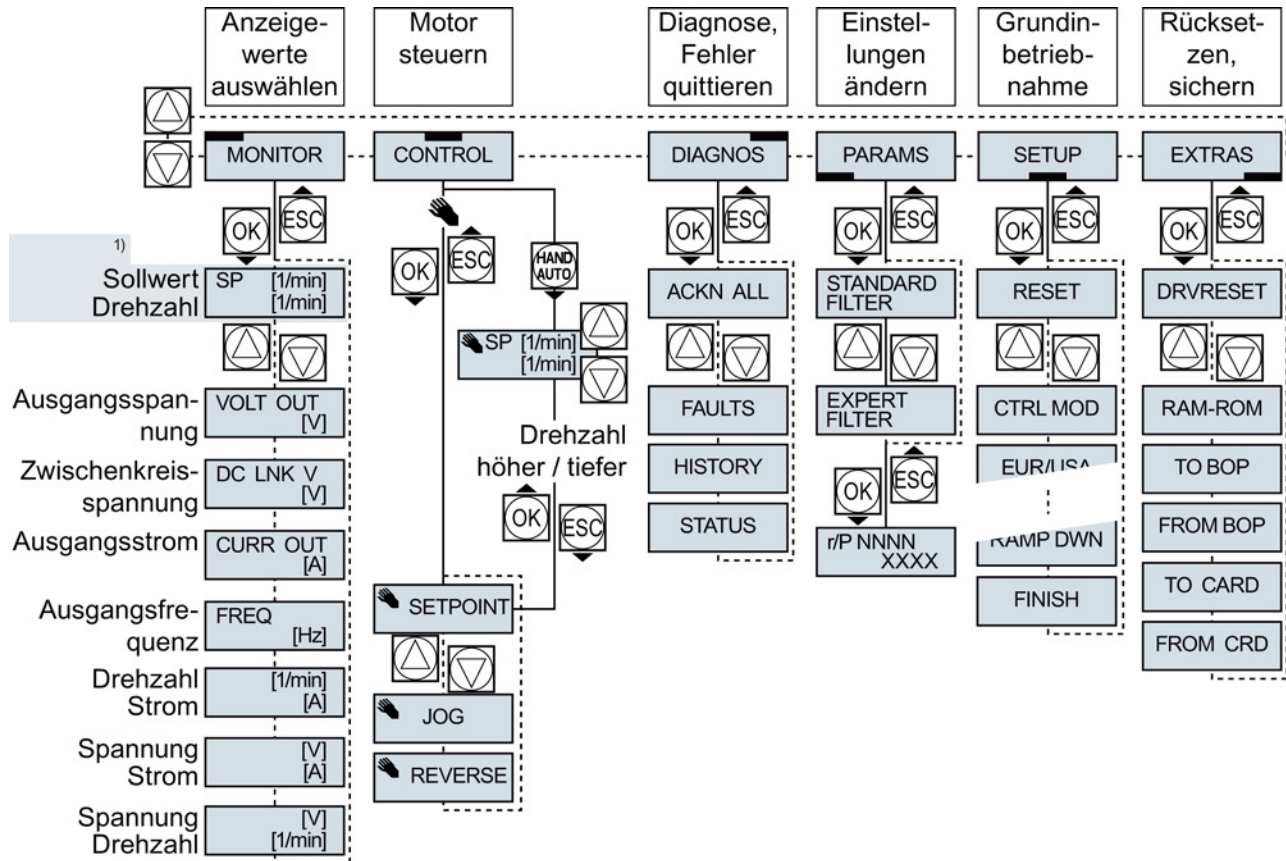 Anzeige-
werte
auswählen
Motor
steuern
Diagnose,
Fehler
quittieren
Einstel-
lungen
ändern
Grundin-
betrieb-
nahme
Rückset-
zen,
sichern
MONITOR
CONTROL
DIAGNOS
PARAMS
SETUP
EXTRAS
OK
ESC
OK
ESC
HAND
AUTO
OK
ESC
OK
ESC
OK
ESC
OK
ESC
1)
Sollwert
Drehzahl
SP [1/min]
[1/min]
SP [1/min]
[1/min]
Drehzahl
höher / tiefer
OK
ESC
ACKN ALL
STANDARD
FILTER
RESET
DRVRESET
Ausgangsspan-
nung
VOLT OUT
[V]
FAULTS
EXPERT
FILTER
CTRL MOD
RAM-ROM
Zwischenkreis-
spannung
DC LNK V
[V]
HISTORY
OK
ESC
EUR/USA
TO BOP
Ausgangsstrom
CURR OUT
[A]
STATUS
r/P NNNN
XXXX
RAMP DWN
FROM BOP
Ausgangsfre-
quenz
FREQ
[Hz]
SETPOINT
FINISH
TO CARD
FROM CRD
Drehzahl
Strom
[1/min]
[A]
JOG
Spannung
Strom
[V]
[A]
REVERSE
Spannung
Drehzahl
[V]
[1/min]